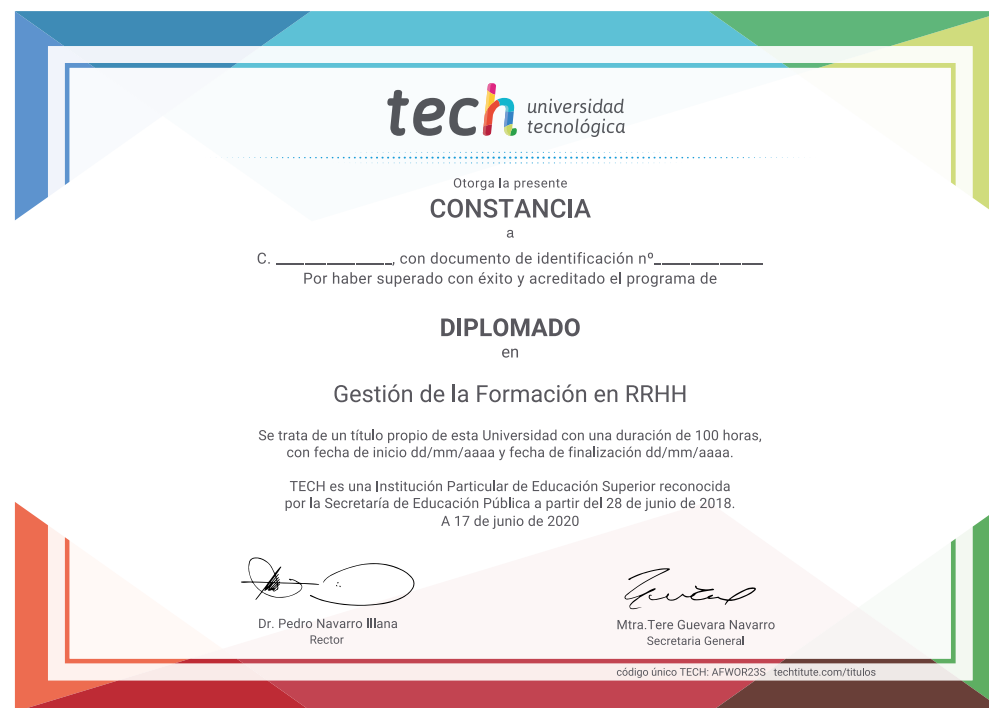 tech universidad
tecnológica
Otorga la presente
CONSTANCIA
a
C. ______________, con documento de identificación nº_____________
Por haber superado con éxito y acreditado el programa de
DIPLOMADO
en
Gestión de la Formación en RRHH
Se trata de un título propio de esta Universidad con una duración de 100 horas,
con fecha de inicio dd/mm/aaaa y fecha de finalización dd/mm/aaaa.
TECH es una Institución Particular de Educación Superior reconocida
por la Secretaría de Educación Pública a partir del 28 de junio de 2018.
A 17 de junio de 2020
Dr. Pedro Navarro Illana
Rector
Mtra.Tere Guevara Navarro
Secretaria General
código único TECH: AFWOR23S techtitute.com/titulos